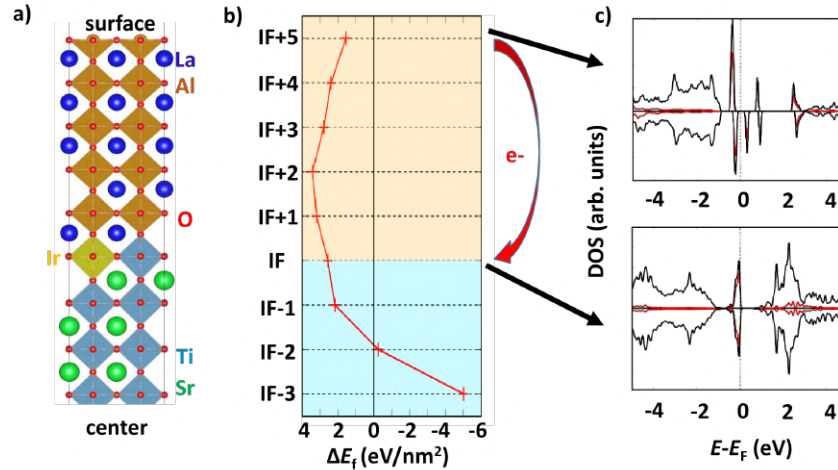 a)
surface
La
Al
O
Ir
Ti
Sr
center
b)
IF+5
IF+4
IF+3
IF+2
IF+1
IF
IF-1
IF-2
IF-3
4 2 0 -2 -4 -6
ΔEf (eV/nm²)
e-
c)
DOS (arb. units)
-4 -2 0 2 4
-4 -2 0 2 4
E-EF (eV)